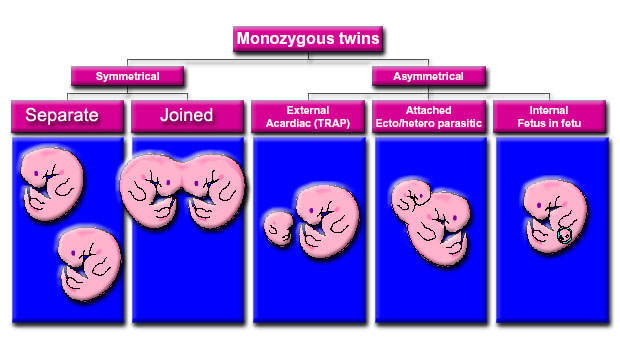 Monozygous twins
Symmetrical
Asymmetrical
Separate
Joined
External
Acardiac (TRAP)
Attached
Ecto/hetero parasitic
Internal
Fetus in fetu